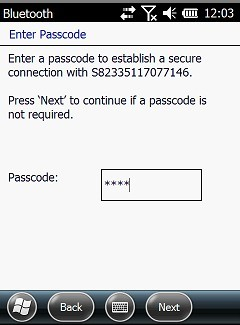 Bluetooth 12:03
Enter Passcode
Enter a passcode to establish a secure
connection with S82335117077146.
Press ‘Next’ to continue if a passcode is
not required.
Passcode: ****
Back Next